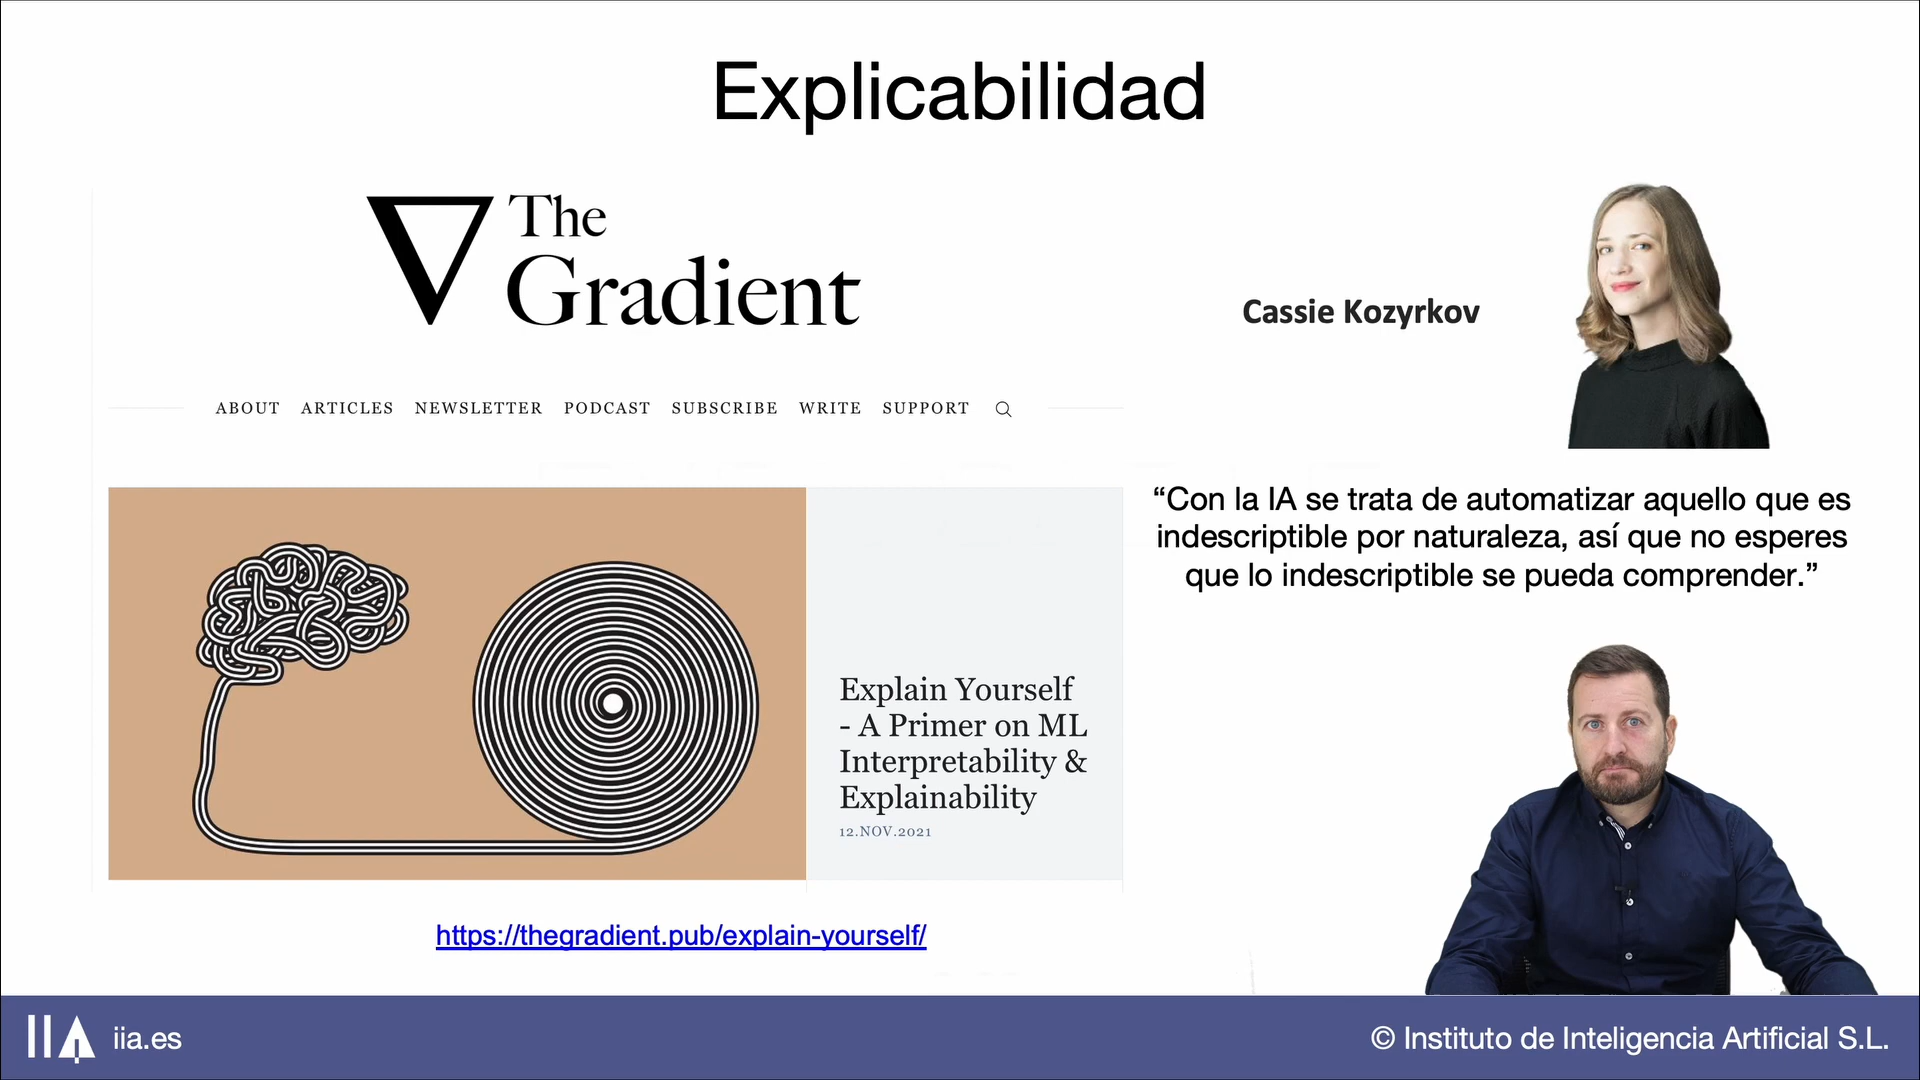 Explicabilidad
The
Gradient
Cassie Kozyrkov
ABOUT ARTICLES NEWSLETTER PODCAST SUBSCRIBE WRITE SUPPORT
“Con la IA se trata de automatizar aquello que es
indescriptible por naturaleza, así que no esperes
que lo indescriptible se pueda comprender.”
Explain Yourself
- A Primer on ML
Interpretability &
Explainability
12.NOV.2021
https://thegradient.pub/explain-yourself/
IIA iia.es
© Instituto de Inteligencia Artificial S.L.